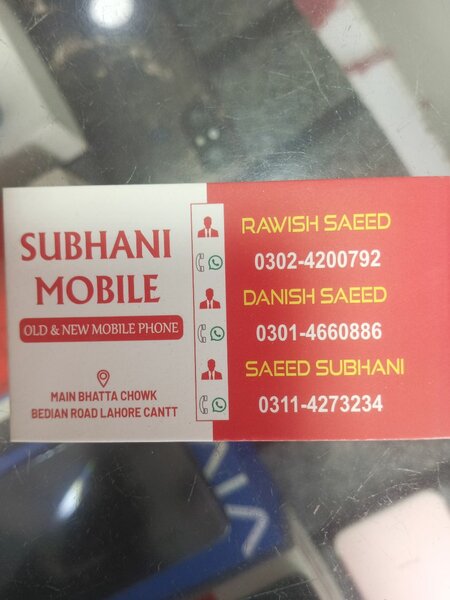 SUBHANI
MOBILE
OLD & NEW MOBILE PHONE
MAIN BHATTA CHOWK
BEDIAN ROAD LAHORE CANTT
RAWISH SAEED
0302-4200792
DANISH SAEED
0301-4660886
SAEED SUBHANI
0311-4273234